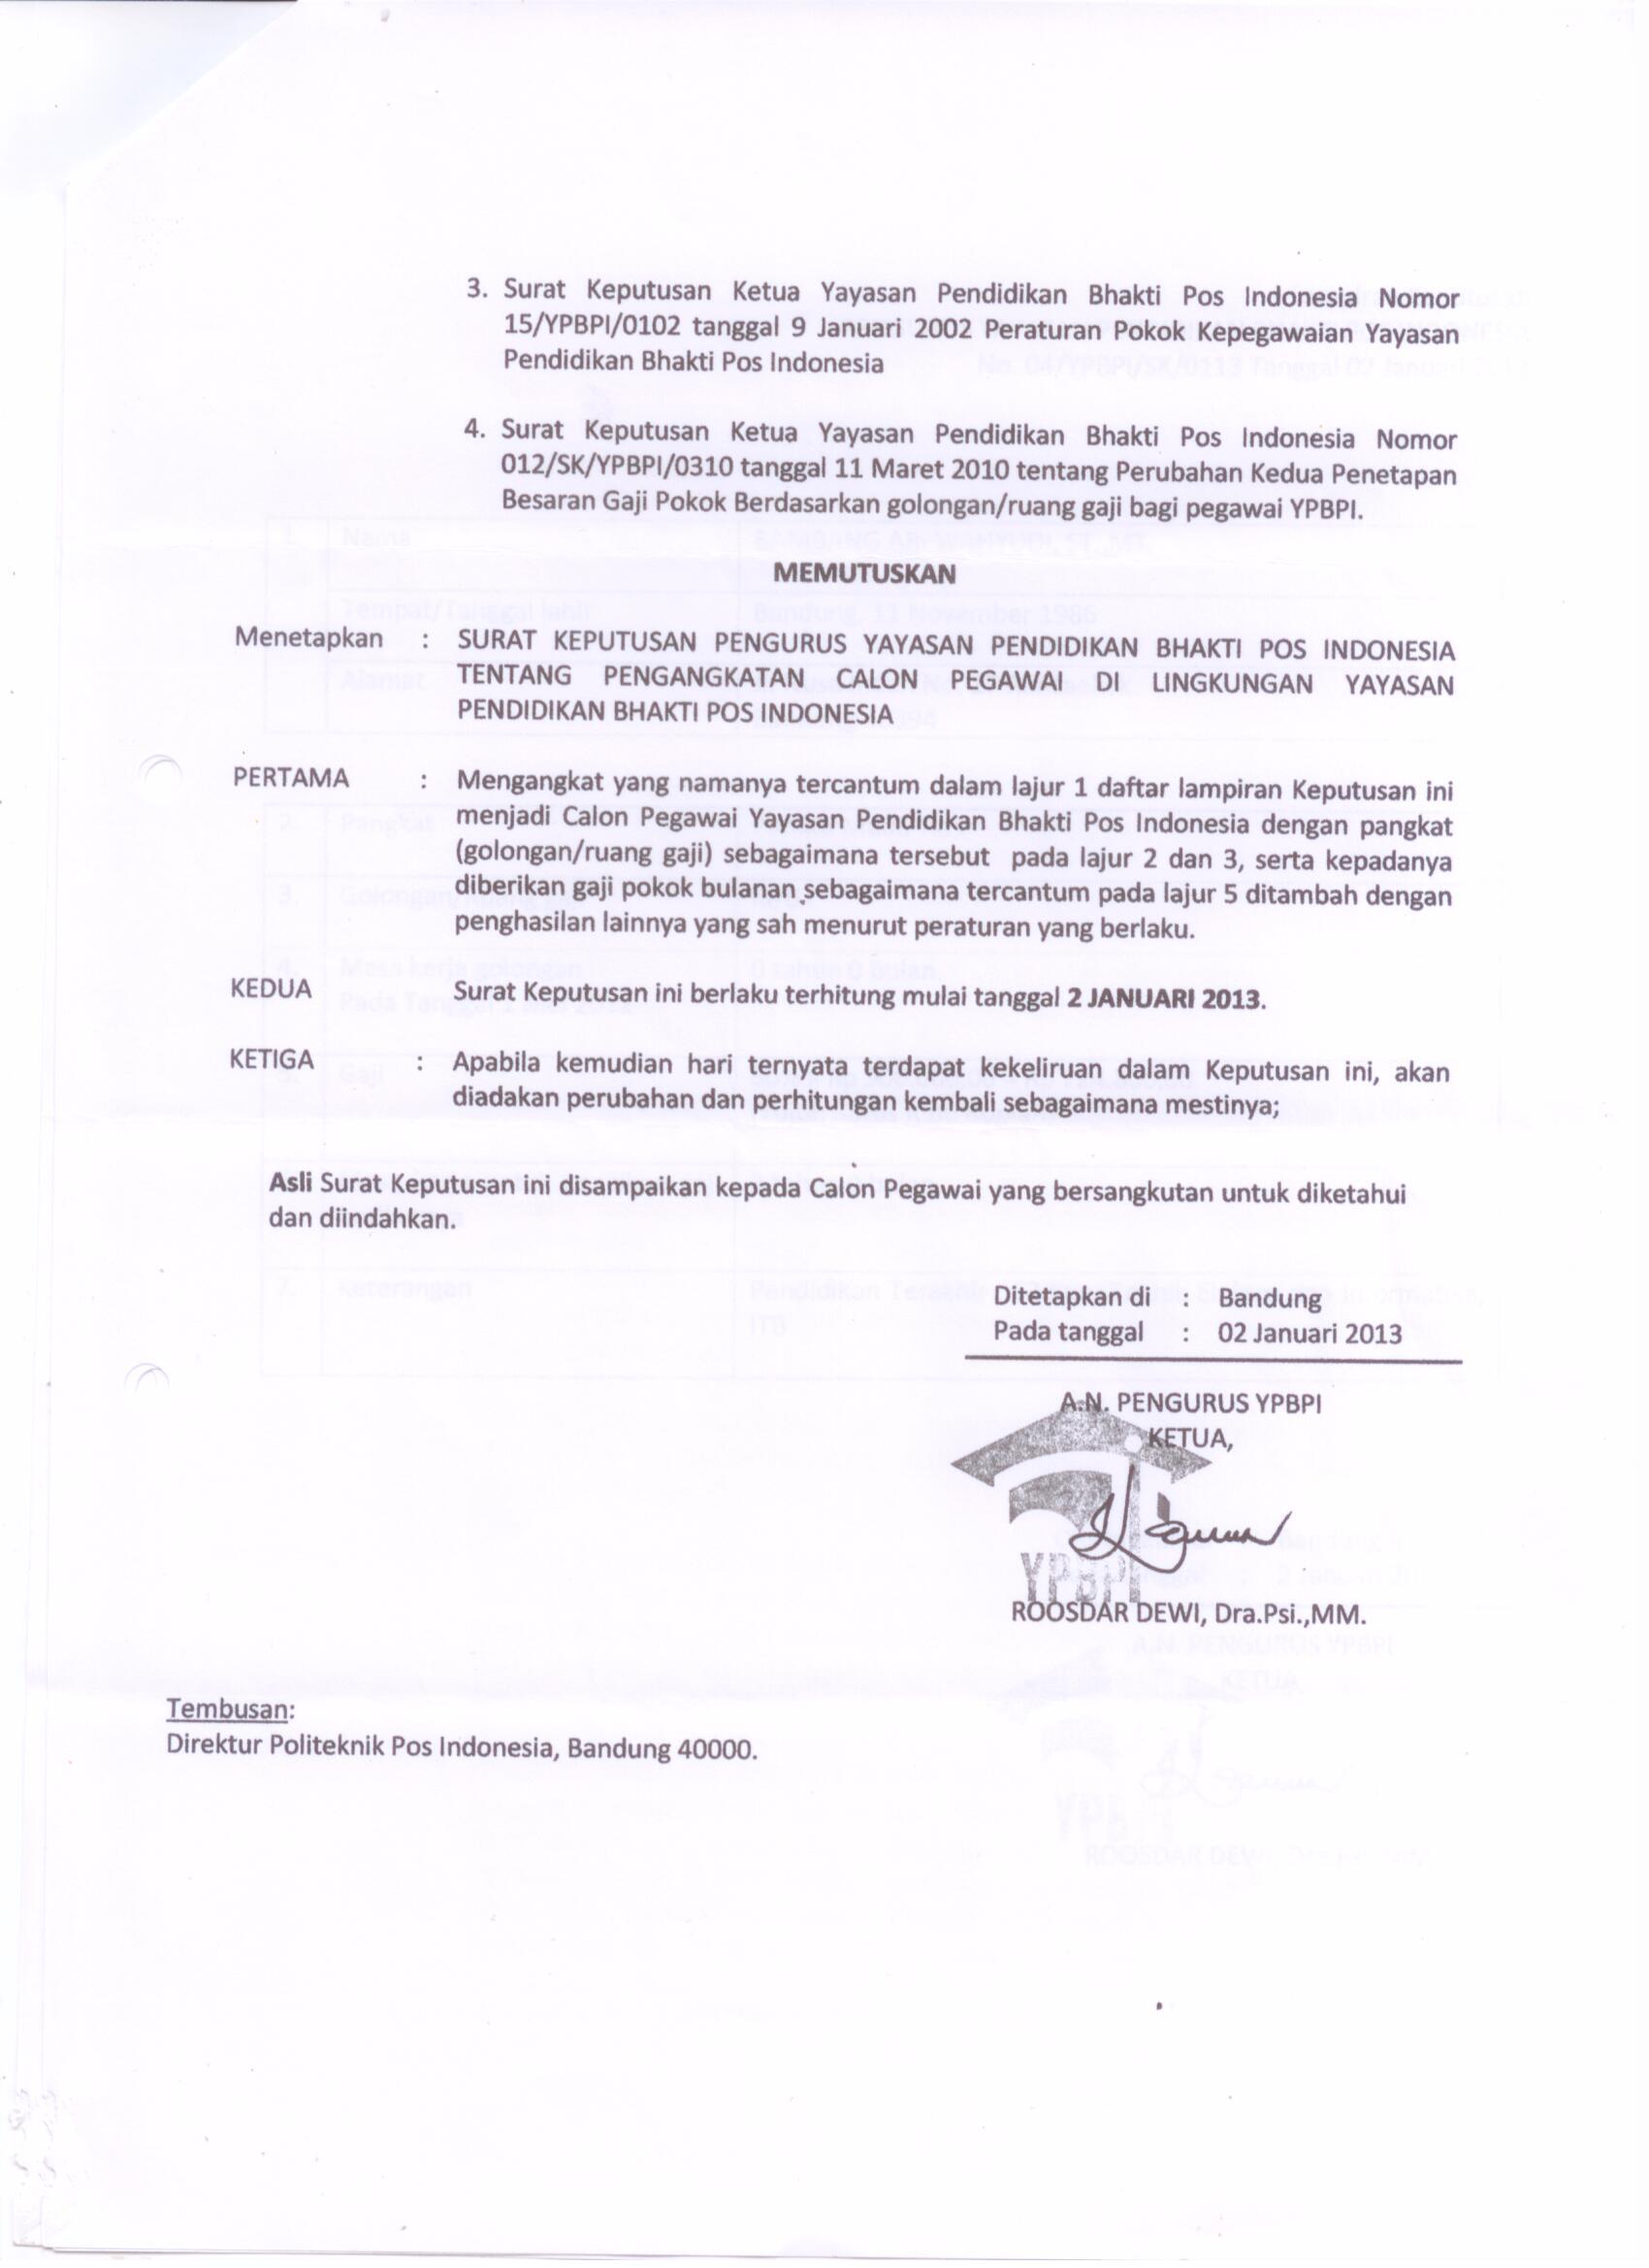 3. Surat Keputusan Ketua Yayasan Pendidikan Bhakti Pos Indonesia Nomor
15/YPBPI/0102 tanggal 9 Januari 2002 Peraturan Pokok Kepegawaian Yayasan
Pendidikan Bhakti Pos Indonesia
4. Surat Keputusan Ketua Yayasan Pendidikan Bhakti Pos Indonesia Nomor
012/SK/YPBPI/0310 tanggal 11 Maret 2010 tentang Perubahan Kedua Penetapan
Besaran Gaji Pokok Berdasarkan golongan/ruang gaji bagi pegawai YPBPI.
MEMUTUSKAN
Menetapkan : SURAT KEPUTUSAN PENGURUS YAYASAN PENDIDIKAN BHAKTI POS INDONESIA
TENTANG PENGANGKATAN CALON PEGAWAI DI LINGKUNGAN YAYASAN
PENDIDIKAN BHAKTI POS INDONESIA
PERTAMA : Mengangkat yang namanya tercantum dalam lajur 1 daftar lampiran Keputusan ini
menjadi Calon Pegawai Yayasan Pendidikan Bhakti Pos Indonesia dengan pangkat
(golongan/ruang gaji) sebagaimana tersebut pada lajur 2 dan 3, serta kepadanya
diberikan gaji pokok bulanan sebagaimana tercantum pada lajur 5 ditambah dengan
penghasilan lainnya yang sah menurut peraturan yang berlaku.
KEDUA Surat Keputusan ini berlaku terhitung mulai tanggal 2 JANUARI 2013.
KETIGA : Apabila kemudian hari ternyata terdapat kekeliruan dalam Keputusan ini, akan
diadakan perubahan dan perhitungan kembali sebagaimana mestinya;
Asli Surat Keputusan ini disampaikan kepada Calon Pegawai yang bersangkutan untuk diketahui
dan diindahkan.
Ditetapkan di : Bandung
Pada tanggal : 02 Januari 2013
A.N. PENGURUS YPBPI
KETUA,
YPBPI
ROOSDAR DEWI, Dra.Psi.,MM.
Tembusan:
Direktur Politeknik Pos Indonesia, Bandung 40000.